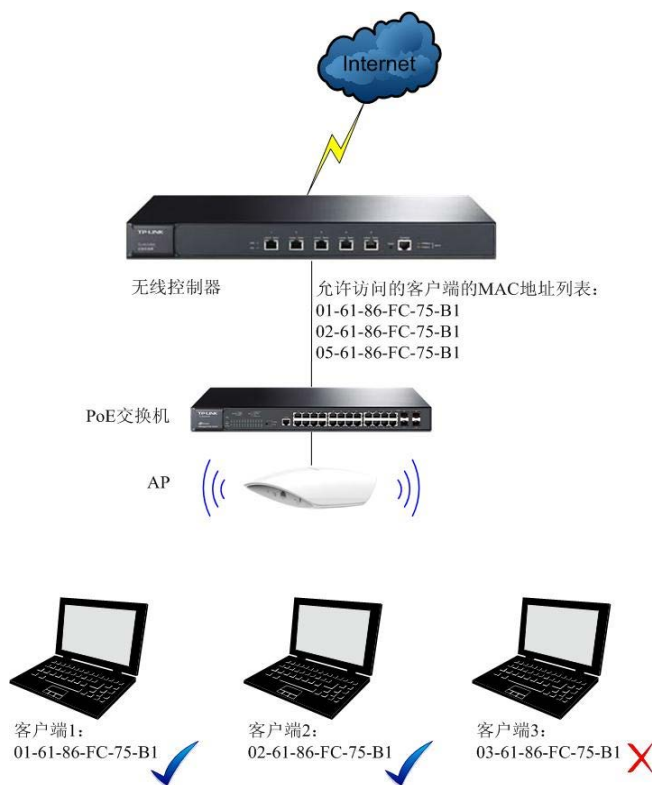 Internet
TP-LINK
无线控制器
允许访问的客户端的MAC地址列表：
01-61-86-FC-75-B1
02-61-86-FC-75-B1
05-61-86-FC-75-B1
PoE交换机
TP-LINK
AP
客户端1：
01-61-86-FC-75-B1
客户端2：
02-61-86-FC-75-B1
客户端3：
03-61-86-FC-75-B1